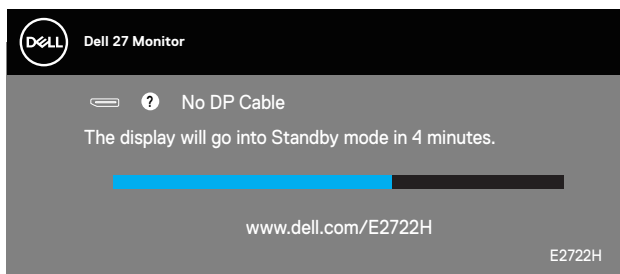 DELL
Dell 27 Monitor
? No DP Cable
The display will go into Standby mode in 4 minutes.
www.dell.com/E2722H
E2722H